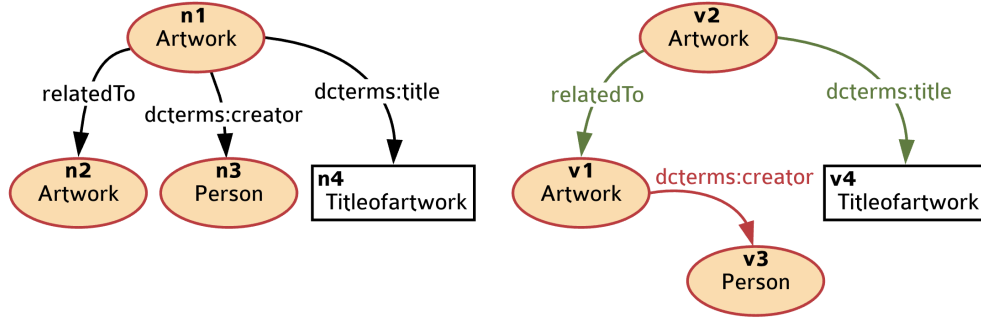 n1
Artwork
relatedTo
dcterms:creator
dcterms:title
n2
Artwork
n3
Person
n4
Titleofartwork
v2
Artwork
relatedTo
dcterms:title
v1
Artwork
dcterms:creator
v4
Titleofartwork
v3
Person